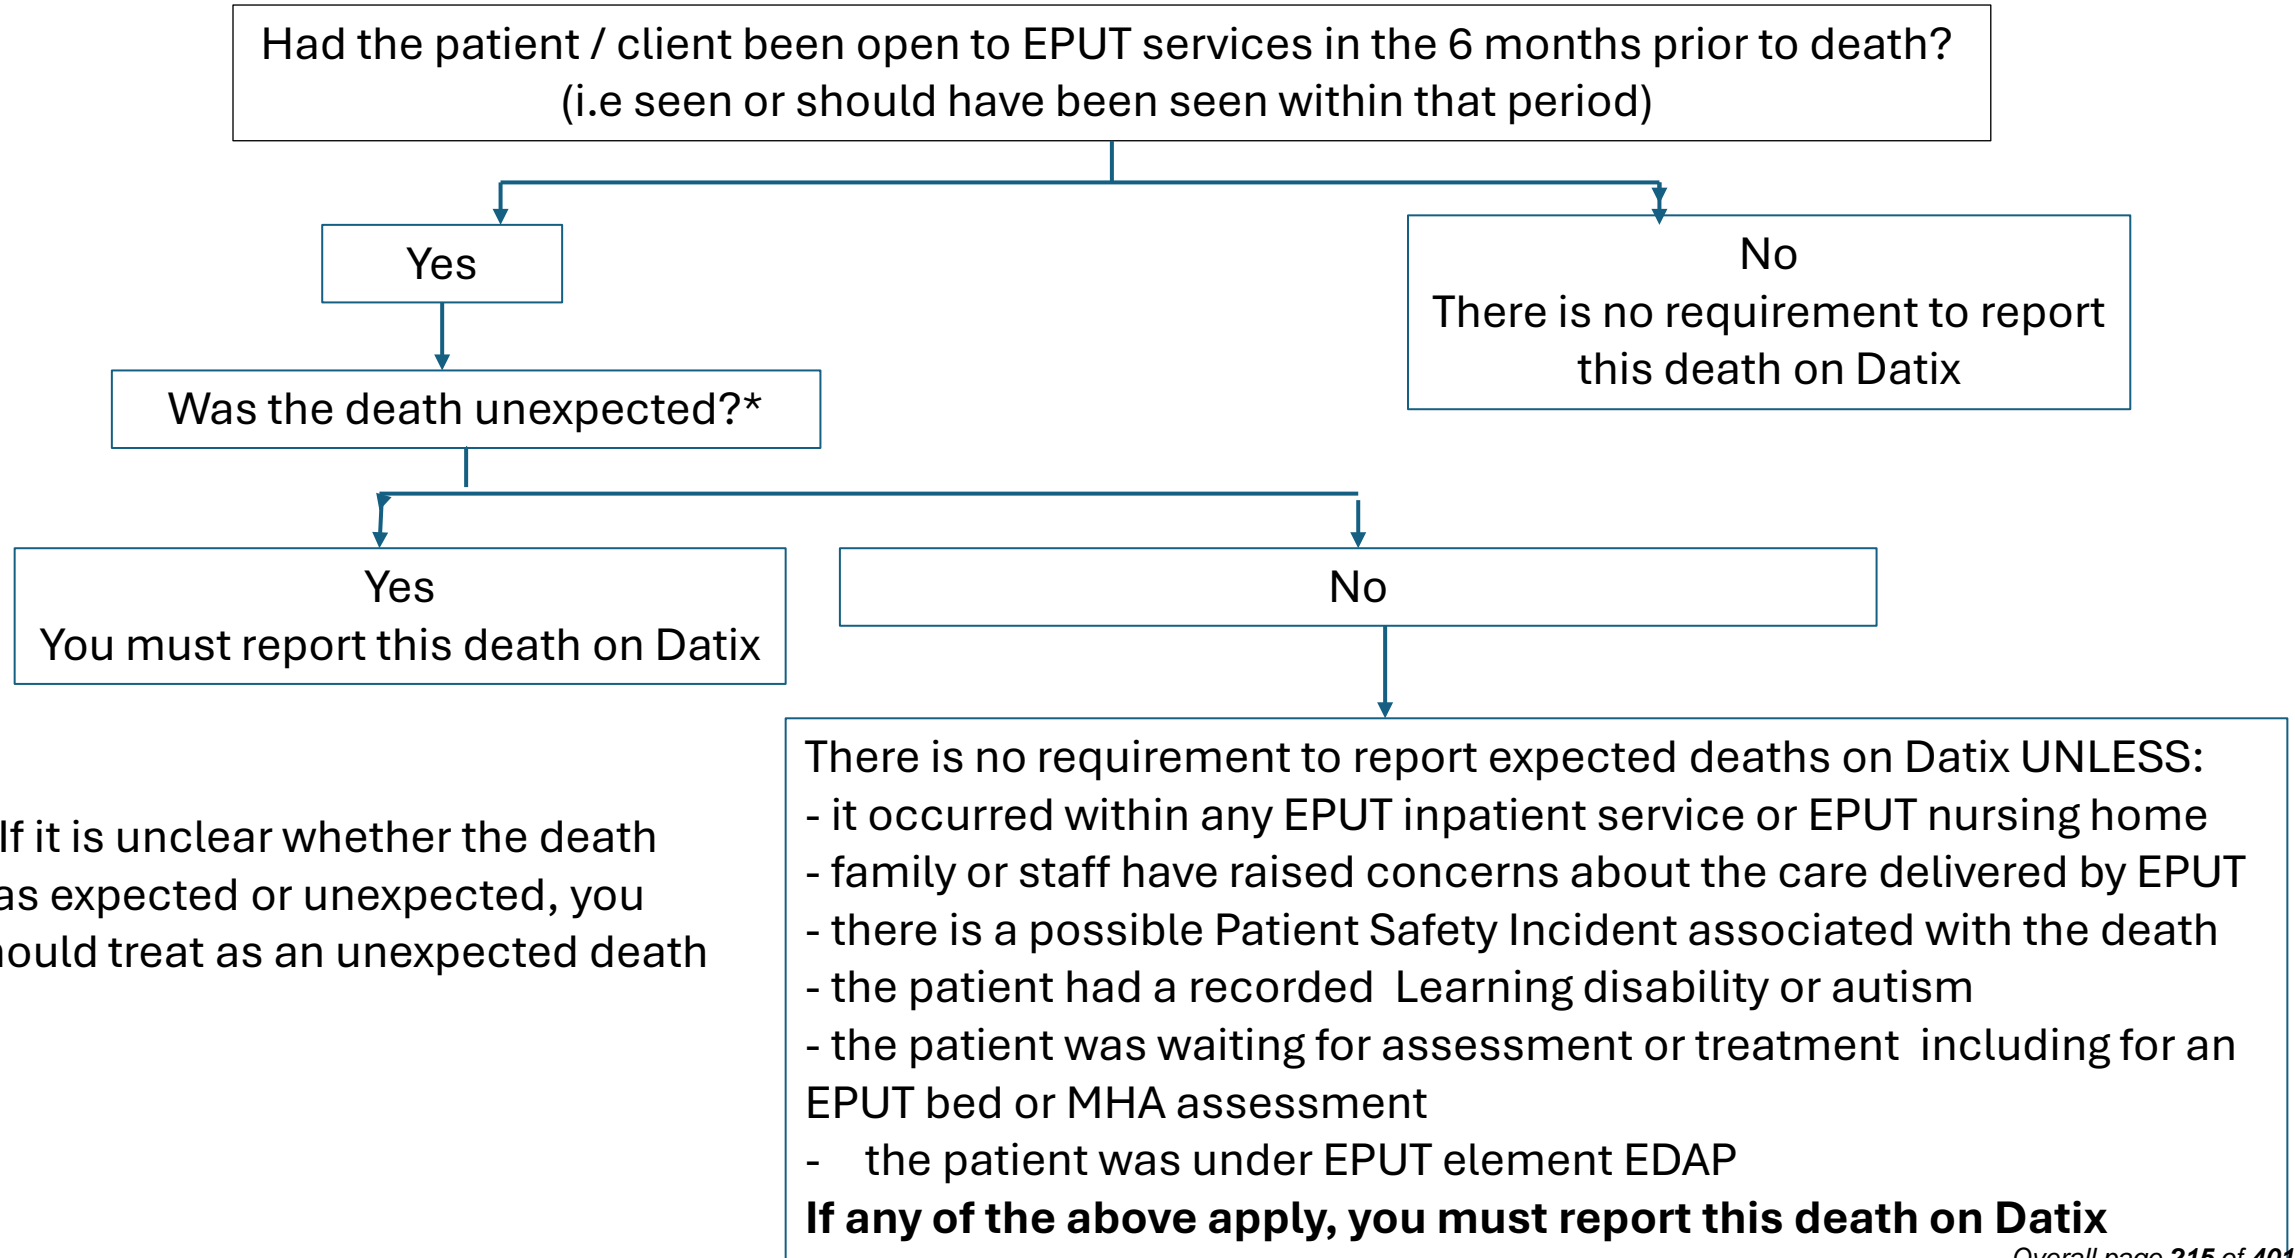 Had the patient / client been open to EPUT services in the 6 months prior to death?
(i.e seen or should have been seen within that period)
Yes
No
There is no requirement to report
this death on Datix
Was the death unexpected?*
Yes
You must report this death on Datix
No
If it is unclear whether the death
as expected or unexpected, you
hould treat as an unexpected death
There is no requirement to report expected deaths on Datix UNLESS:
- it occurred within any EPUT inpatient service or EPUT nursing home
- family or staff have raised concerns about the care delivered by EPUT
- there is a possible Patient Safety Incident associated with the death
- the patient had a recorded  Learning disability or autism
- the patient was waiting for assessment or treatment  including for an
EPUT bed or MHA assessment
-   the patient was under EPUT element EDAP
If any of the above apply, you must report this death on Datix
Overall page 215 of 401